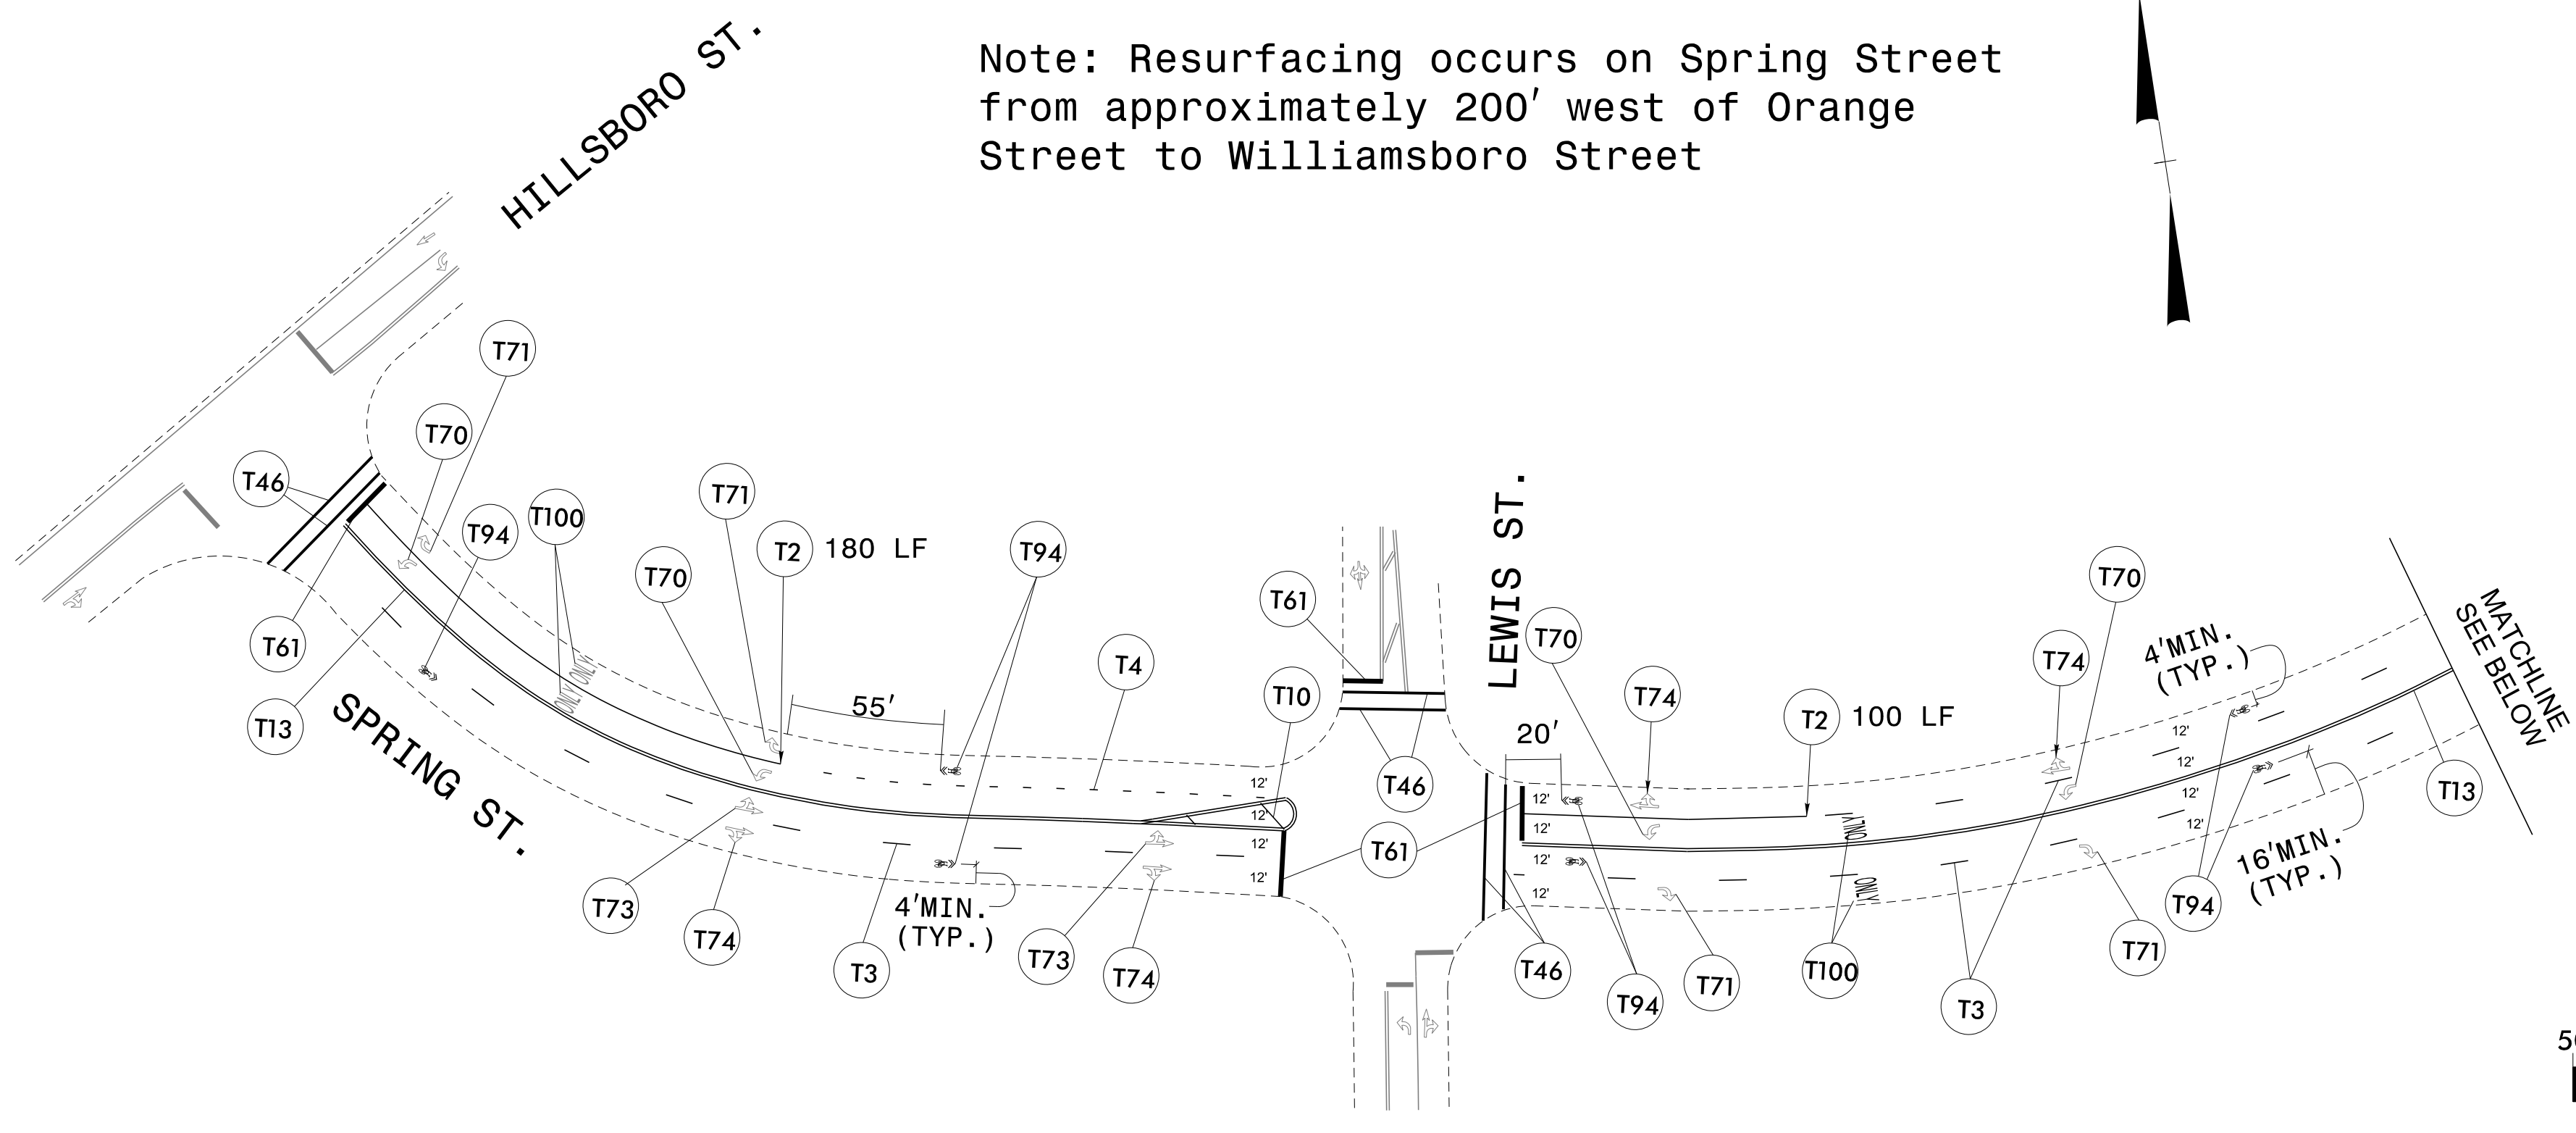 Note: Resurfacing occurs on Spring Street
from approximately 200' west of Orange
Street to Williamsboro Street
HILLSBORO ST.
T71
T70
T46
T94
T100
T71
T70
T2 180 LF
T94
T61
T13
SPRING ST.
ONLY ONLY
55'
T4
T10
T61
T46
LEWIS ST.
T70
T74
T2 100 LF
20'
T74
T70
4'MIN.
(TYP.)
MATCHLINE
SEE BELOW
12'
12'
12'
12'
12'
12'
12'
12'
12'
12'
12'
12'
ONLY
ONLY
T61
T13
16'MIN.
(TYP.)
T73
T74
T3
4'MIN.
(TYP.)
T73
T74
T46
T94
T71
T100
T3
T71
T94